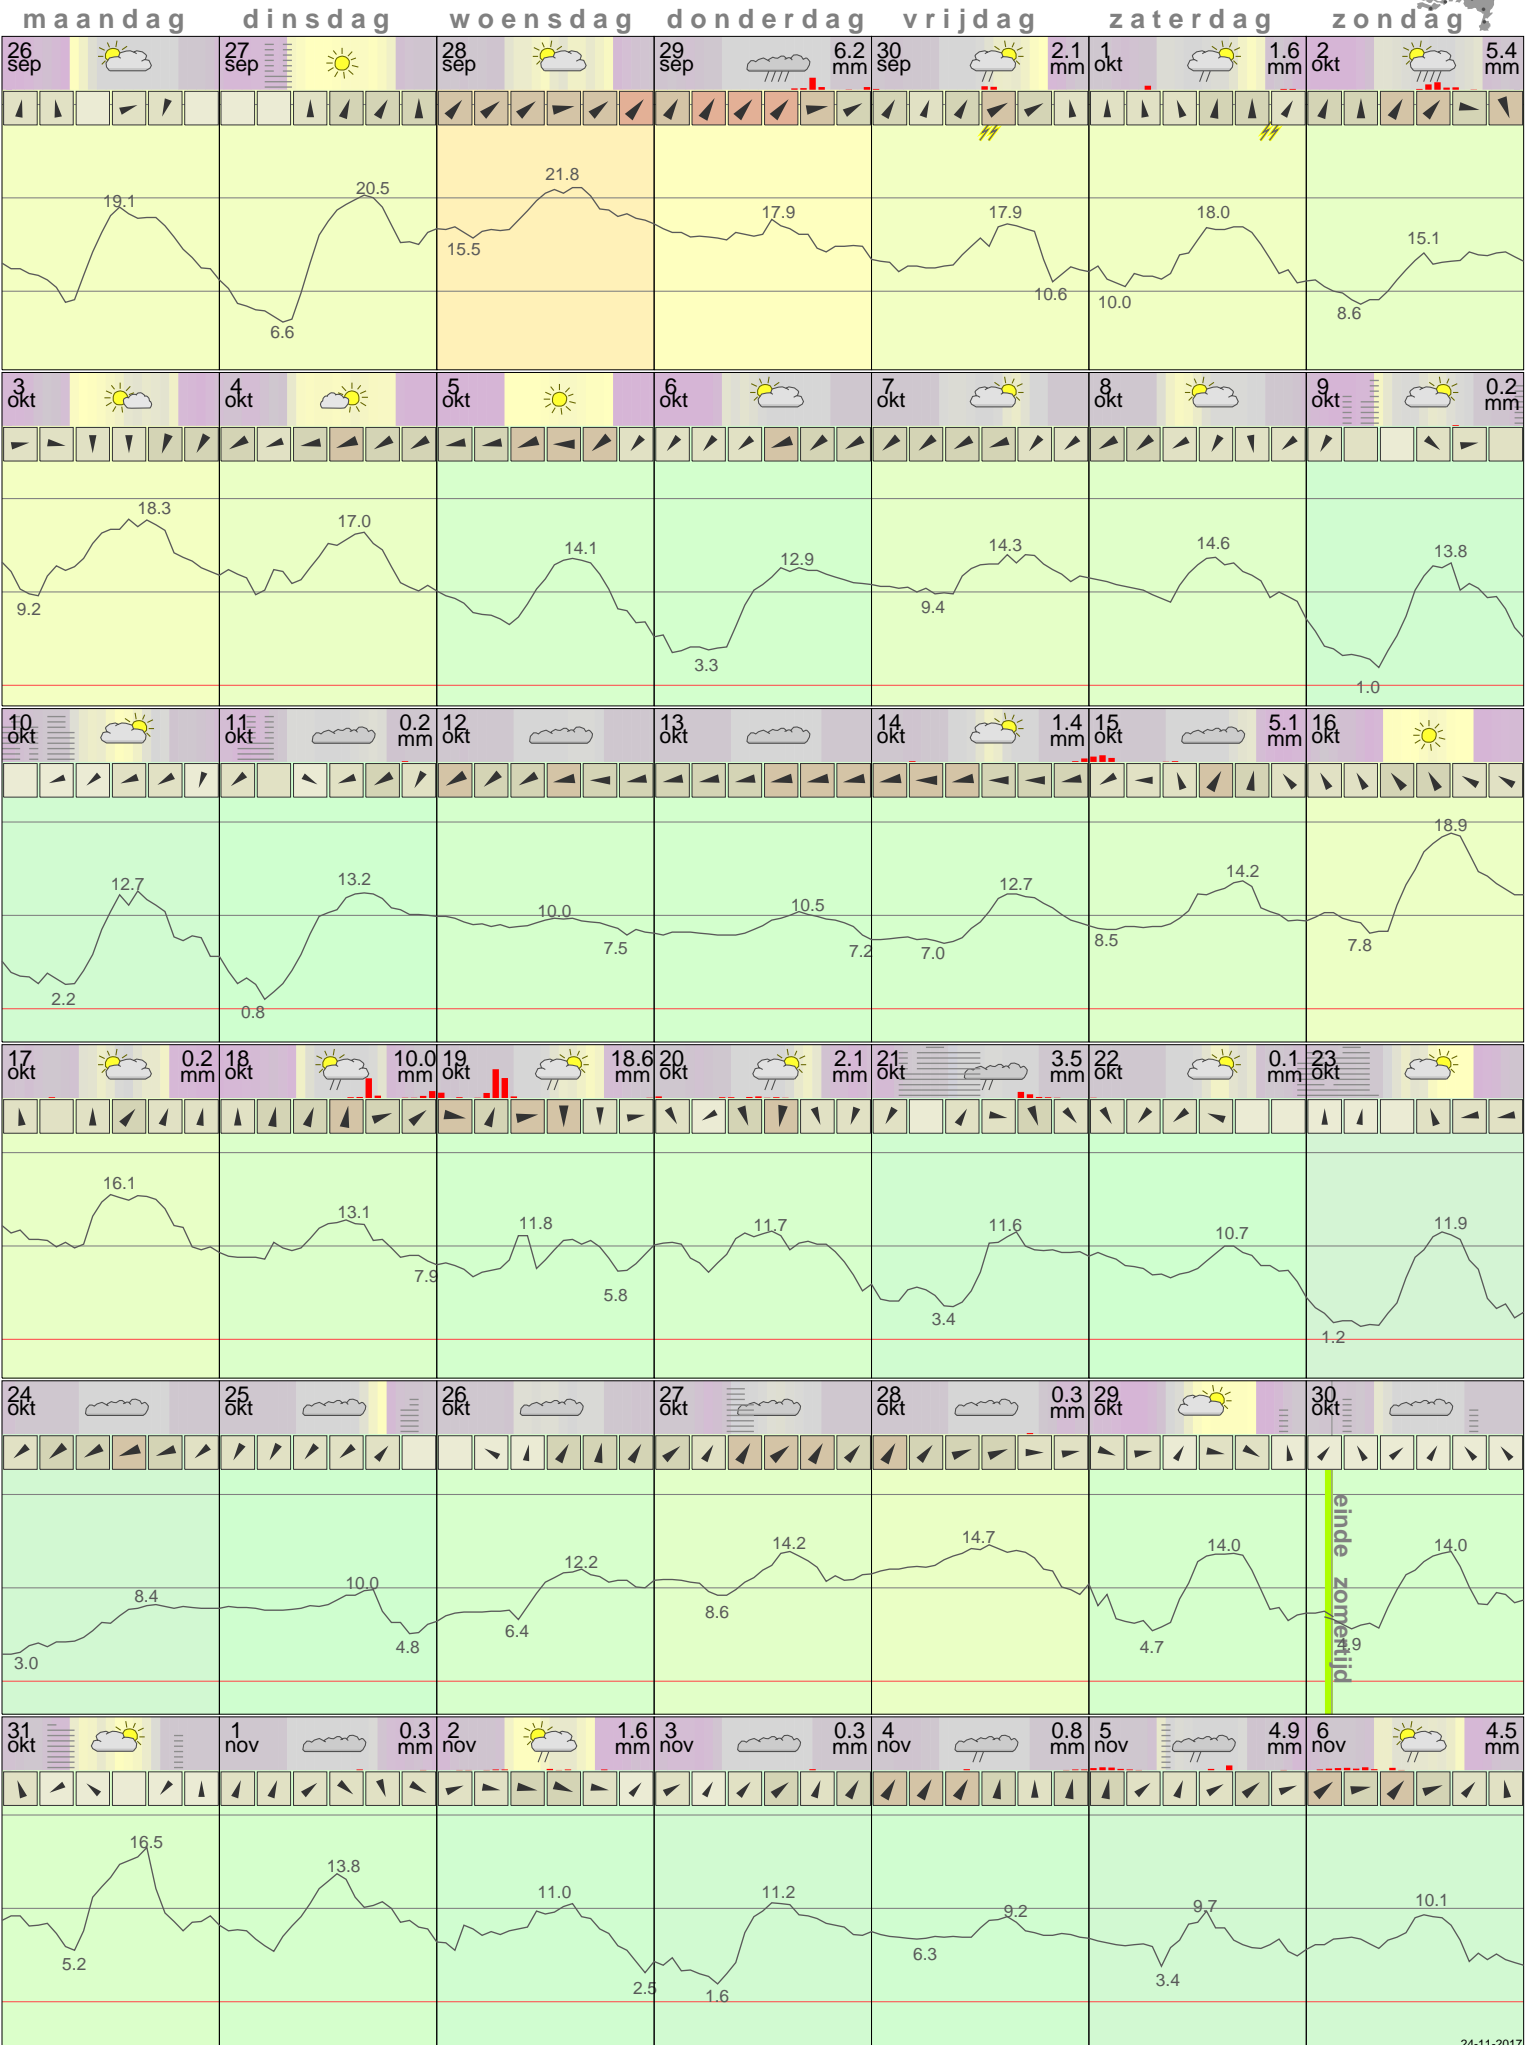 maandag dinsdag woensdag donderdag vrijdag zaterdag zondag
26 27 28 29 6.2 30 2.1 1 1.6 2 5.4
sep sep sep sep mm sep mm okt mm okt mm
21.8
19.1 20.5 17.9 17.9 18.0
15.1
15.5
10.6 10.0
6.6 8.6
3 4 5 6 7 8 9 0.2
okt okt okt okt okt okt okt mm
18.3 17.0
14.1 12.9 14.3 14.6 13.8
9.2 9.4
3.3
1.0
10 11 0.2 12 13 14 1.4 15 5.1 16
okt okt mm okt okt okt mm okt mm okt
18.9
12.7 13.2 12.7 14.2
10.0 10.5
7.5 7.2 7.0 8.5 7.8
2.2 0.8
17 0.2 18 10.0 19 18.6 20 2.1 21 3.5 22 0.1 23
okt mm okt mm okt mm okt mm okt mm okt mm okt
16.1
13.1 11.8 11.7 11.6 10.7 11.9
7.9 5.8
3.4 1.2
24 25 26 27 28 0.3 29 30
okt okt okt okt okt mm okt okt
14.2 14.7 14.0 14.0
12.2
8.4 10.0
8.6
6.4
3.0 4.8 4.7 4.9
einde zomertijd
31 1 0.3 2 1.6 3 0.3 4 0.8 5 4.9 6 4.5
okt nov mm nov mm nov mm nov mm nov mm nov mm
16.5
13.8
11.0 11.2 9.2 9.7 10.1
5.2 6.3
2.5 1.6 3.4
24-11-2017